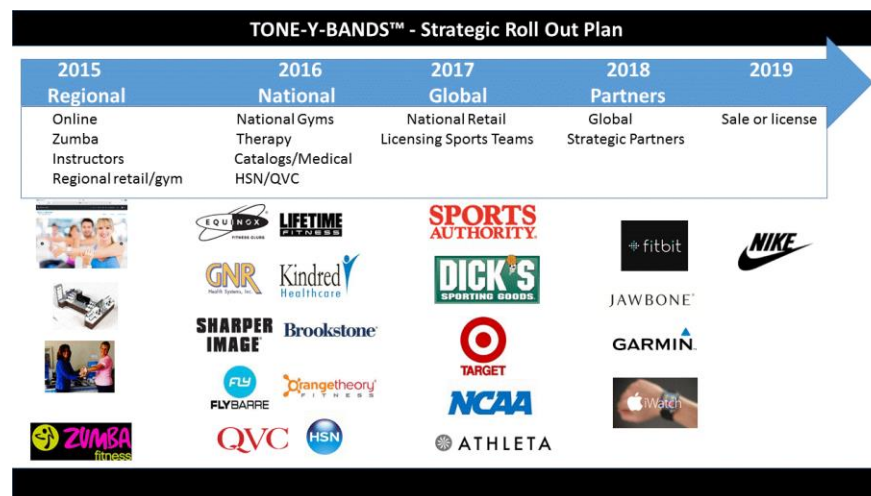 TONE-Y-BANDS™ - Strategic Roll Out Plan
2015
Regional
2016
National
2017
Global
2018
Partners
2019
Online
Zumba
Instructors
Regional retail/gym
National Gyms
Therapy
Catalogs/Medical
HSN/QVC
National Retail
Licensing Sports Teams
Global
Strategic Partners
Sale or license
EQUINOX
FITNESS CLUBS
LIFETIME
FITNESS
GNR
Health Systems, Inc.
Kindred
Healthcare
SHARPER
IMAGE
Brookstone
FLY
FLYBARRE
Orangetheory
FITNESS
QVC
HSN
ZUMBA
fitness
SPORTS
AUTHORITY.
DICK'S
SPORTING GOODS.
TARGET
NCAA
ATHLETA
fitbit
JAWBONE®
GARMIN.
iWatch
NIKE